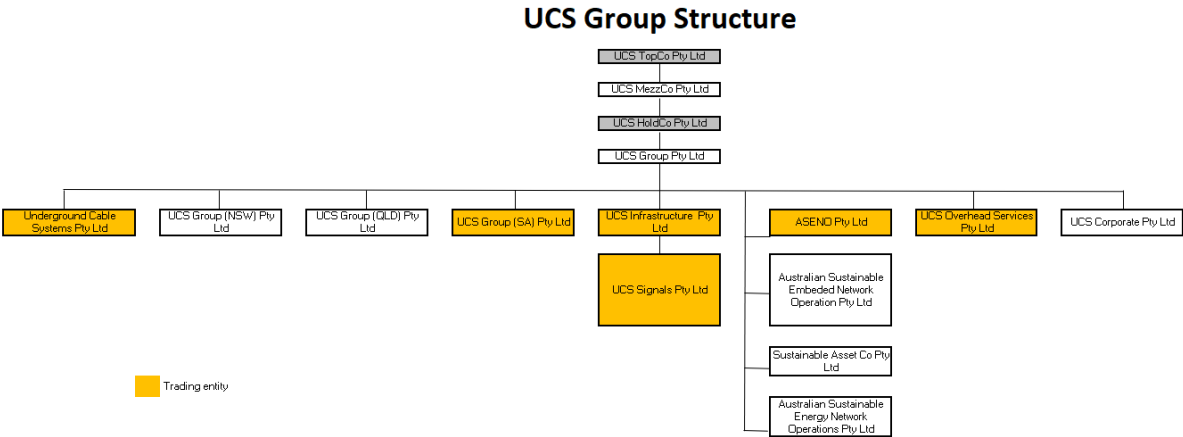 UCS Group Structure
UCS TopCo Pty Ltd
UCS MezzCo Pty Ltd
UCS HoldCo Pty Ltd
UCS Group Pty Ltd
Underground Cable
Systems Pty Ltd
UCS Group (NSW) Pty
Ltd
UCS Group (QLD) Pty
Ltd
UCS Group (SA) Pty Ltd
UCS Infrastructure Pty
Ltd
ASENO Pty Ltd
UCS Overhead Services
Pty Ltd
UCS Corporate Pty Ltd
UCS Signals Pty Ltd
Australian Sustainable
Embeded Network
Operation Pty Ltd
Sustainable Asset Co Pty
Ltd
Trading entity
Australian Sustainable
Energy Network
Operations Pty Ltd